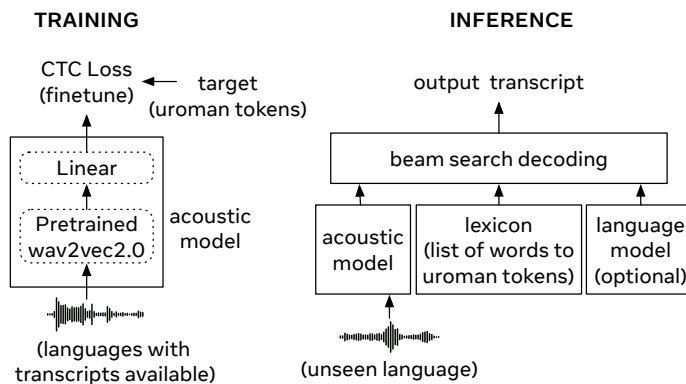 TRAINING
CTC Loss
(finetune)
target
(uroman tokens)
Linear
Pretrained
wav2vec2.0
acoustic
model
(languages with
transcripts available)
INFERENCE
output transcript
beam search decoding
acoustic
model
lexicon
(list of words to
uroman tokens)
language
model
(optional)
(unseen language)